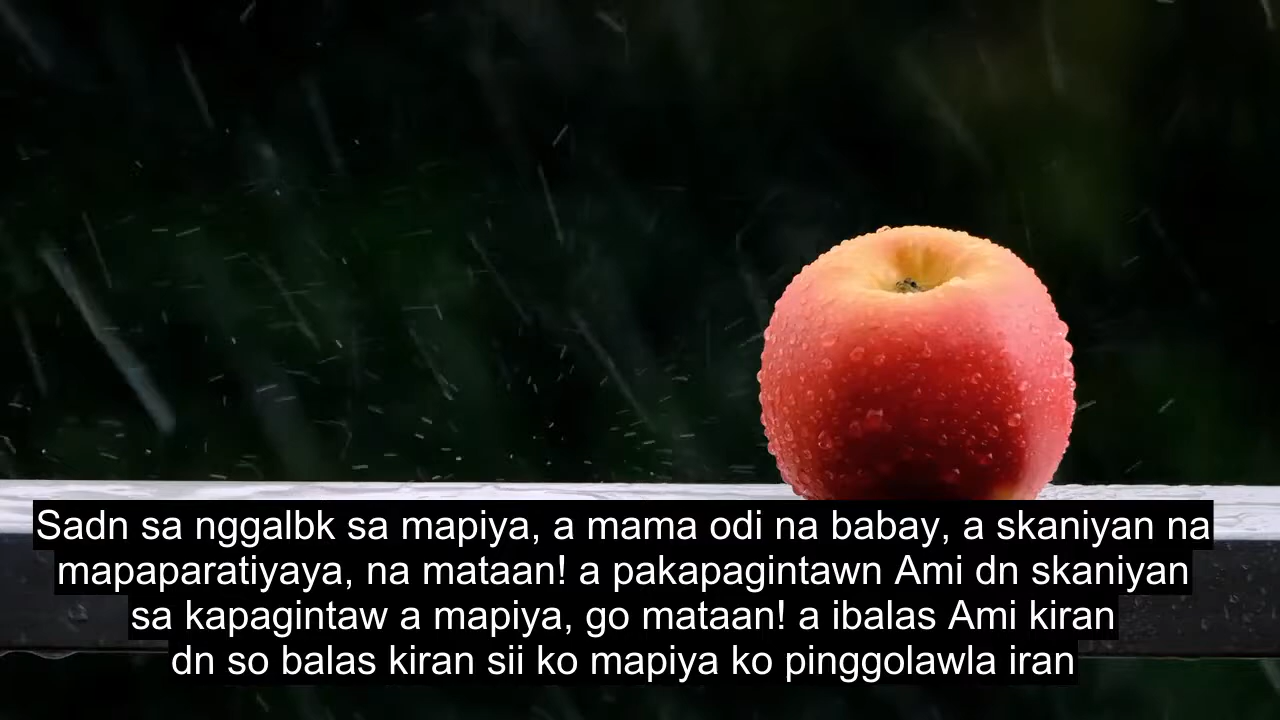 Sadn sa nggalbk sa mapiya, a mama odi na babay, a skaniyan na
mapaparatiyaya, na mataan! a pakapagintawn Ami dn skaniyan
sa kapagintaw a mapiya, go mataan! a ibalas Ami kiran
dn so balas kiran sii ko mapiya ko pinggolawla iran